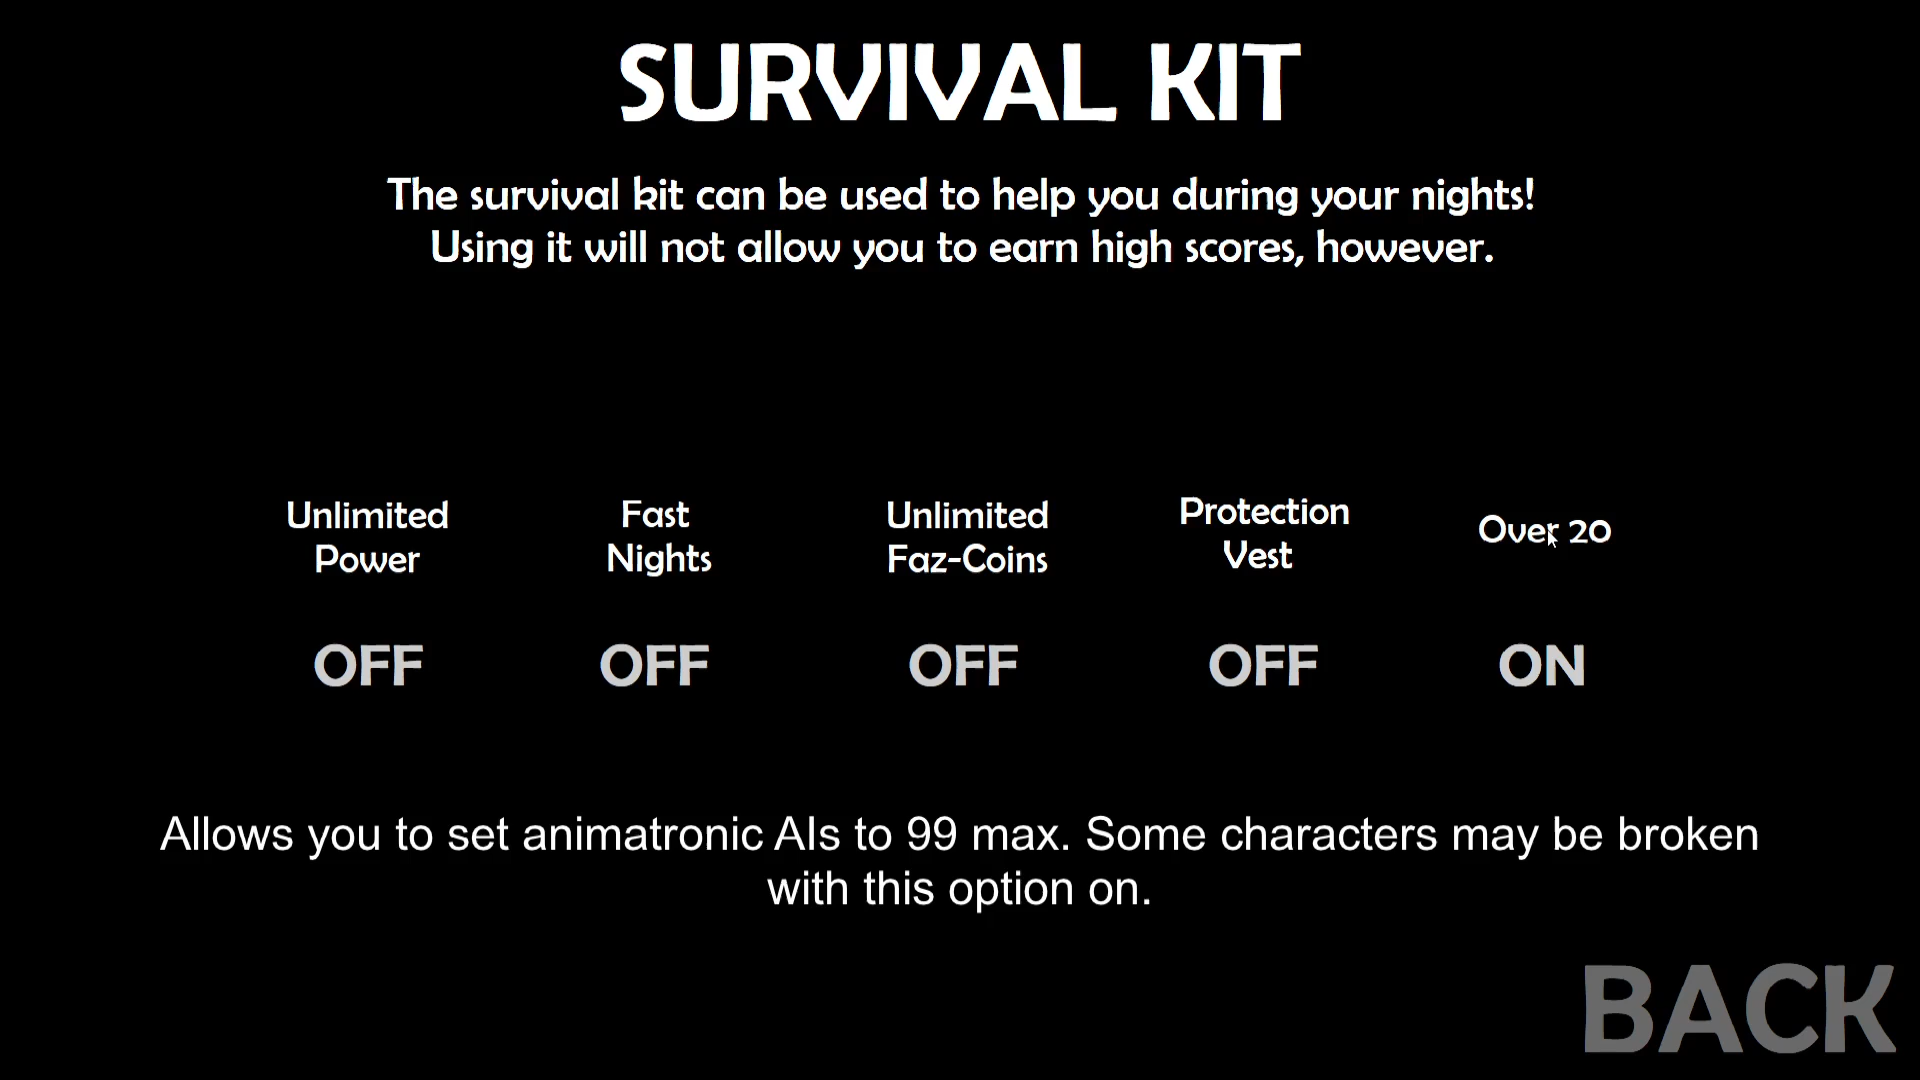 SURVIVAL KIT
The survival kit can be used to help you during your nights!
Using it will not allow you to earn high scores, however.
Unlimited
Power
OFF
Fast
Nights
OFF
Unlimited
Faz-Coins
OFF
Protection
Vest
OFF
Over 20
ON
Allows you to set animatronic AIs to 99 max. Some characters may be broken
with this option on.
BACK